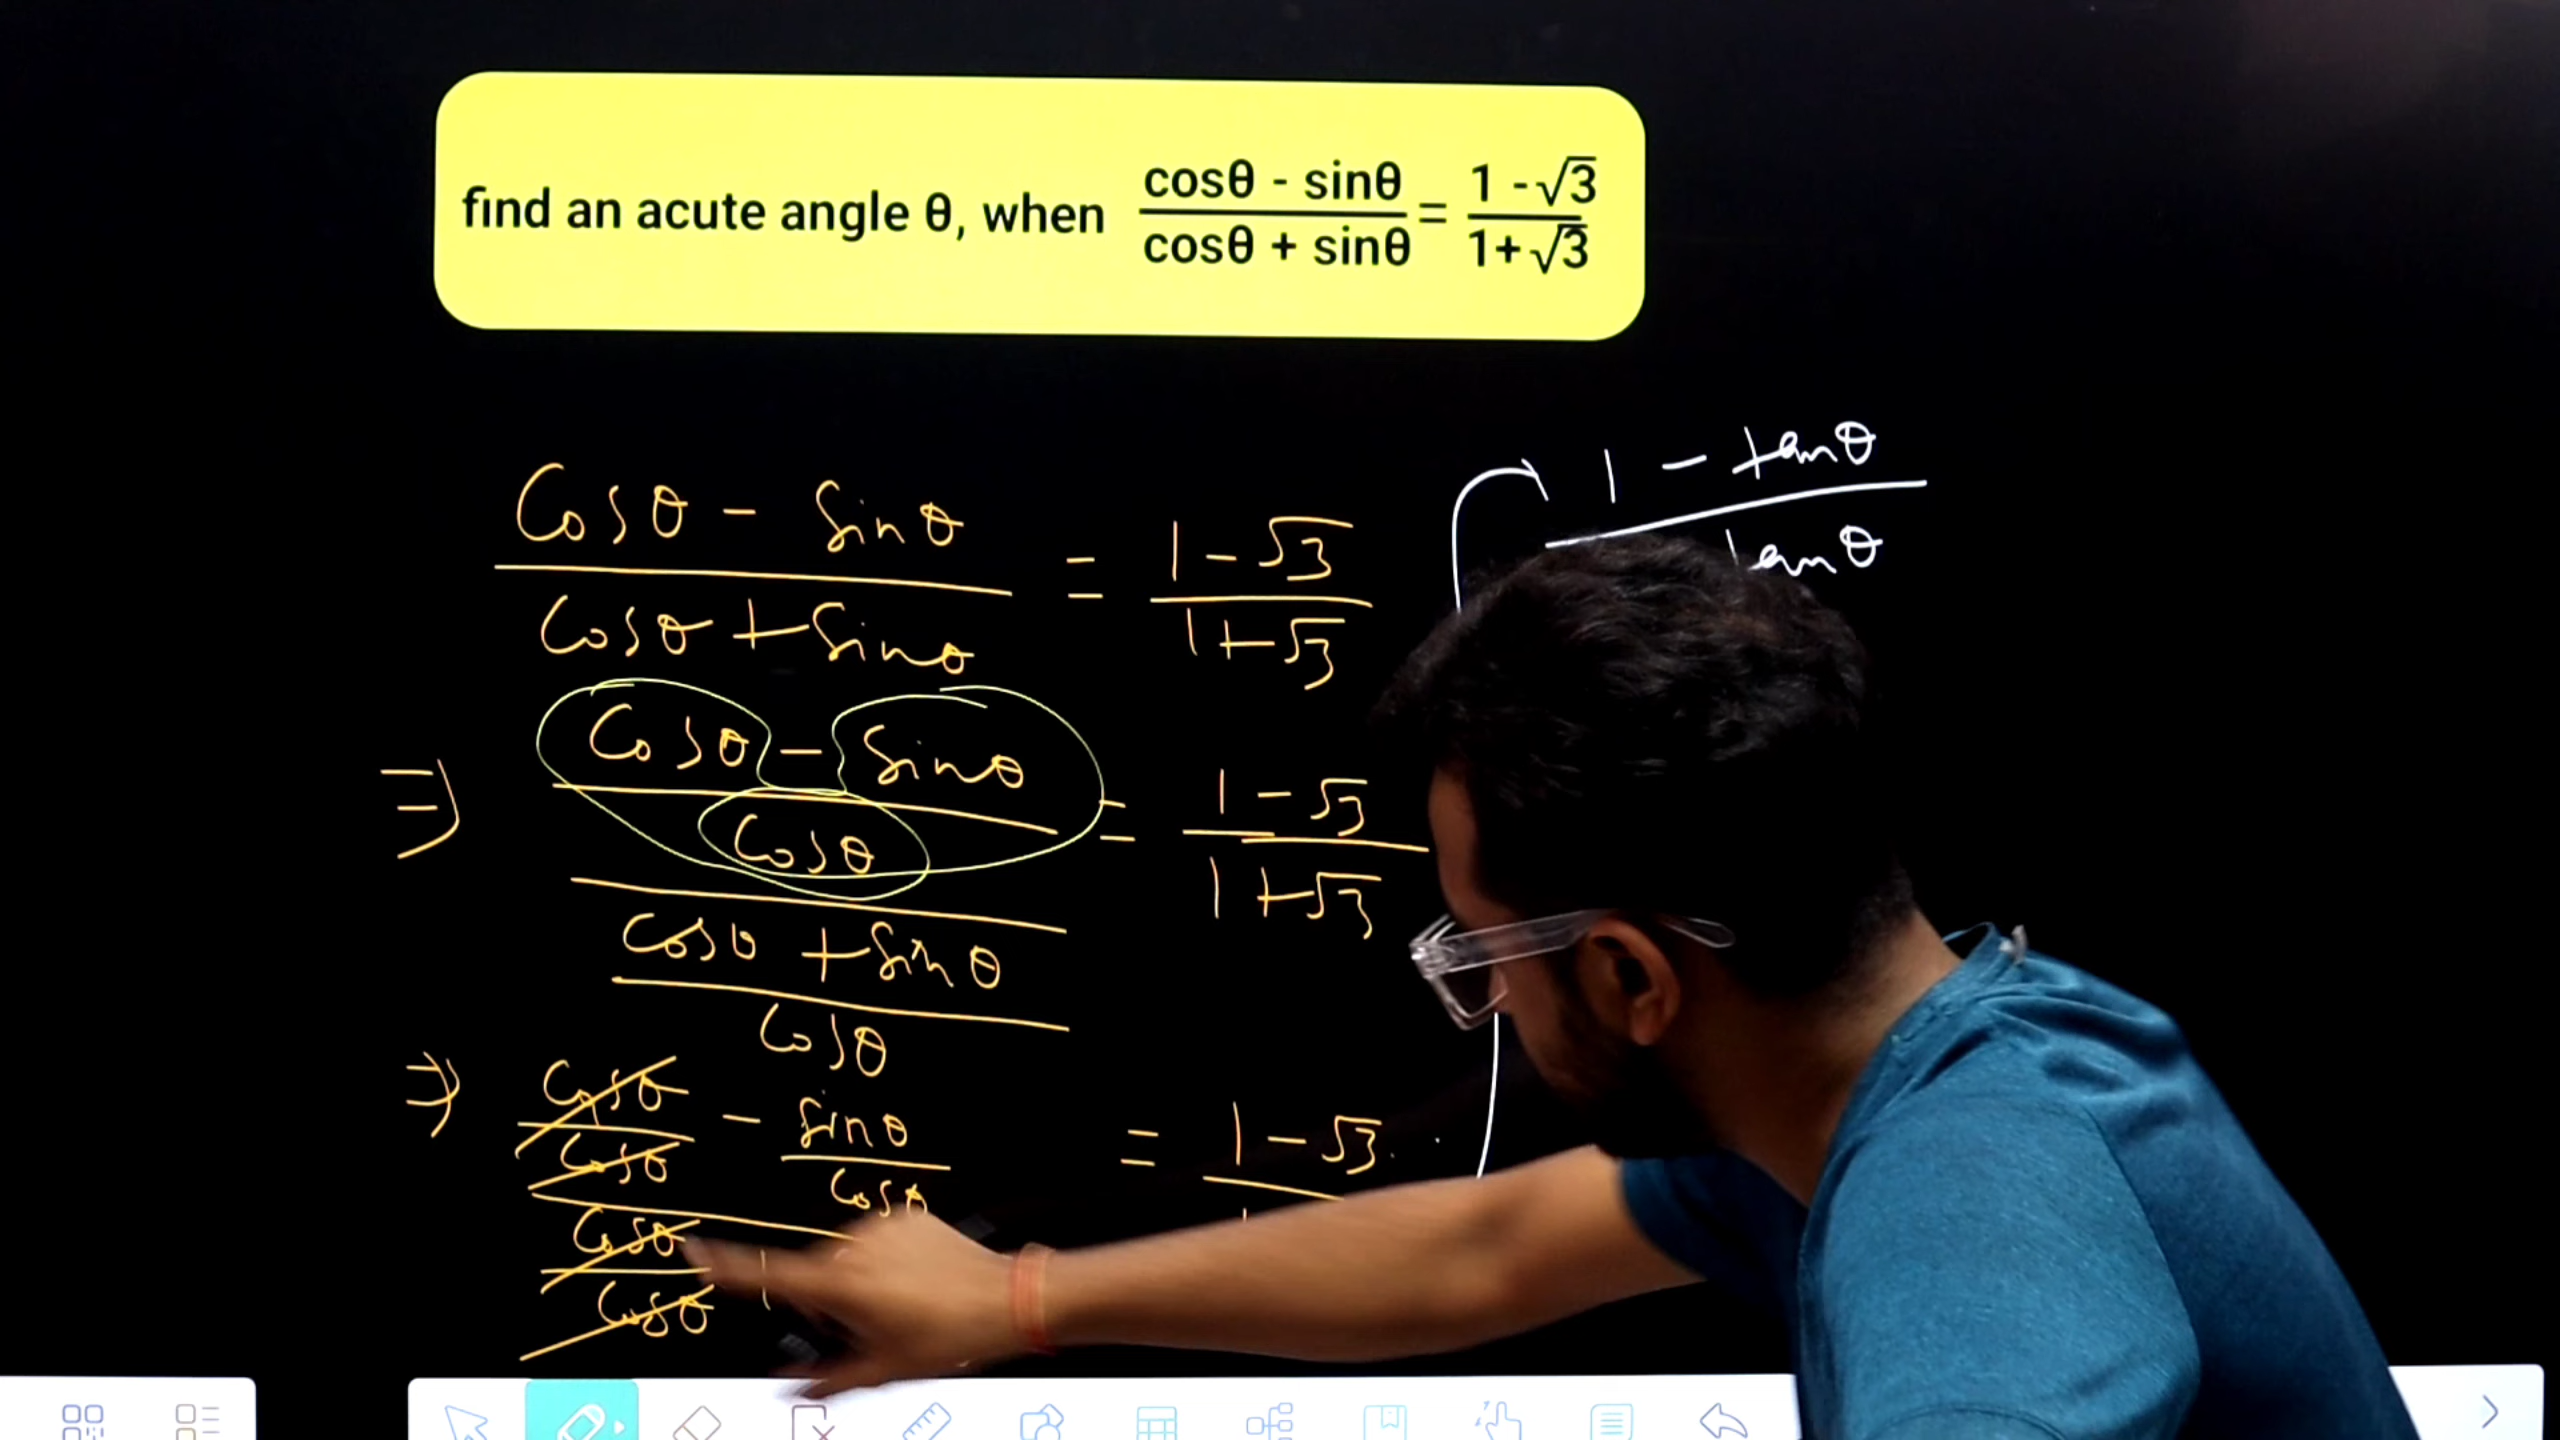 find an acute angle θ, when cosθ - sinθ / cosθ + sinθ = 1 - √3 / 1+ √3
Cosθ - Sinθ / Cosθ + Sinθ = 1 - √3 / 1 + √3
⇒ Cosθ - Sinθ / Cosθ / Cosθ + Sinθ / Cosθ = 1 - √3 / 1 + √3
⇒ Cosθ / Cosθ - Sinθ / Cosθ = 1 - √3
Cosθ / Cosθ
1 - tanθ
tanθ